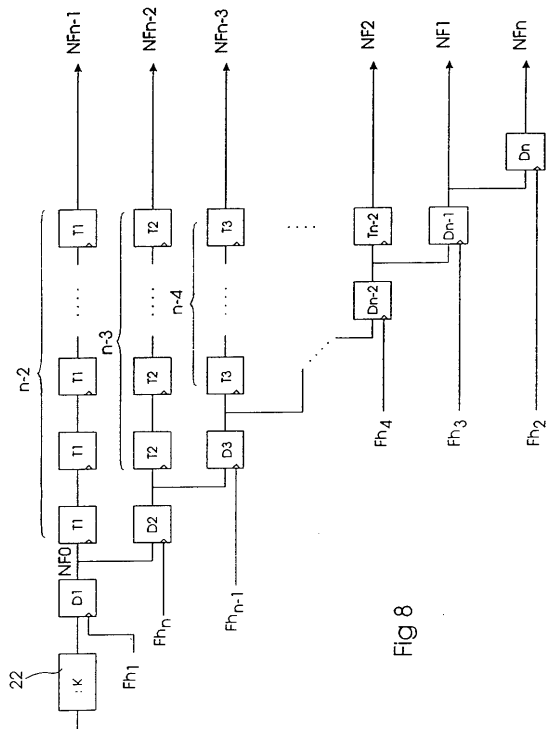 NFn-1
NFn-2
NFn-3
NF2
NF1
NFn
n-2
n-3
n-4
22
: K
D1
NF0
T1
T1
T1
.....
T1
Fh1
D2
T2
T2
.....
T2
Fhn
D3
T3
.....
T3
Fhn-1
.....
.....
Dn-2
Tn-2
Fh4
Dn-1
Fh3
Dn
Fh2
Fig 8